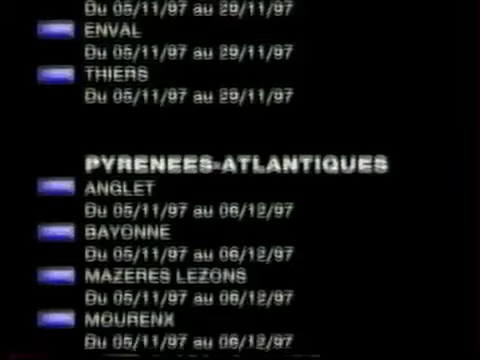 Du 05/11/97 au 29/11/97
ENVAL
Du 05/11/97 au 29/11/97
THIERS
Du 05/11/97 au 29/11/97
PYRENEES-ATLANTIQUES
ANGLET
Du 05/11/97 au 06/12/97
BAYONNE
Du 05/11/97 au 06/12/97
MAZERES LEZONS
Du 05/11/97 au 06/12/97
MOURENX
Du 05/11/97 au 06/12/97